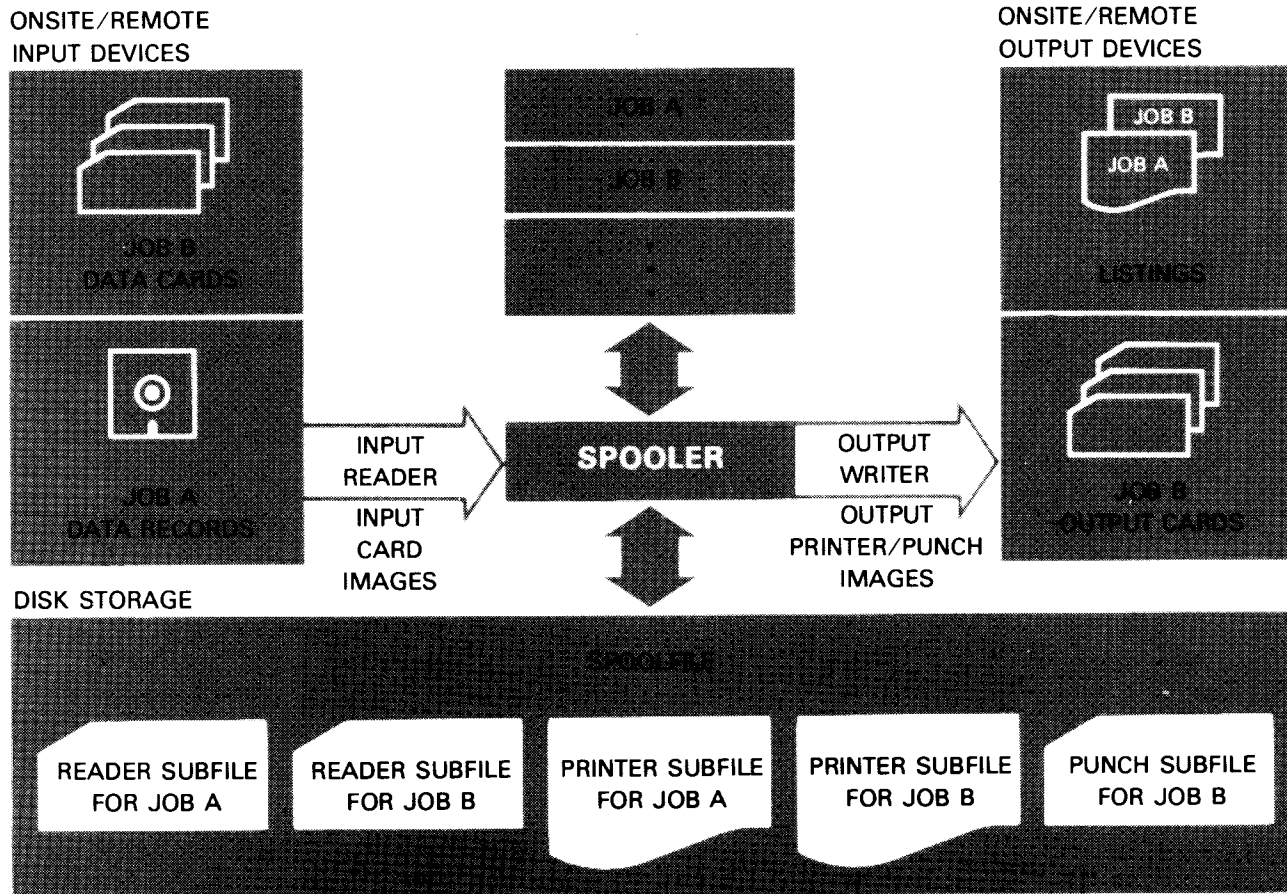 ONSITE/REMOTE
INPUT DEVICES
JOB B
DATA CARDS
JOB A
DATA RECORDS
JOB A
JOB B
INPUT
READER
INPUT
CARD
IMAGES
SPOOLER
OUTPUT
WRITER
OUTPUT
PRINTER/PUNCH
IMAGES
ONSITE/REMOTE
OUTPUT DEVICES
JOB B
JOB A
LISTINGS
JOB B
OUTPUT CARDS
DISK STORAGE
SPOOLFILE
READER SUBFILE
FOR JOB A
READER SUBFILE
FOR JOB B
PRINTER SUBFILE
FOR JOB A
PRINTER SUBFILE
FOR JOB B
PUNCH SUBFILE
FOR JOB B